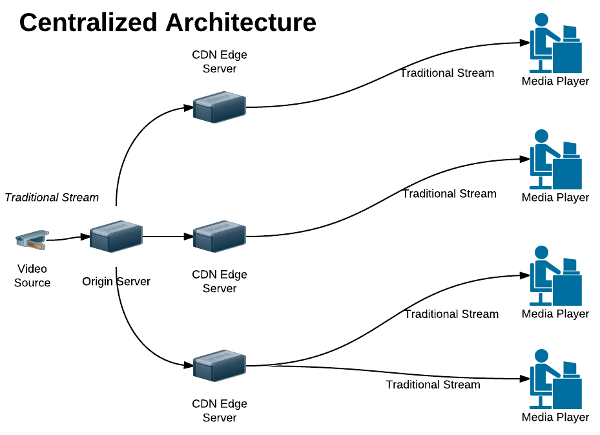 Centralized Architecture
CDN Edge
Server
Traditional Stream
Media Player
Traditional Stream
Video
Source
Origin Server
CDN Edge
Server
Traditional Stream
Media Player
CDN Edge
Server
Traditional Stream
Media Player
Traditional Stream
Media Player